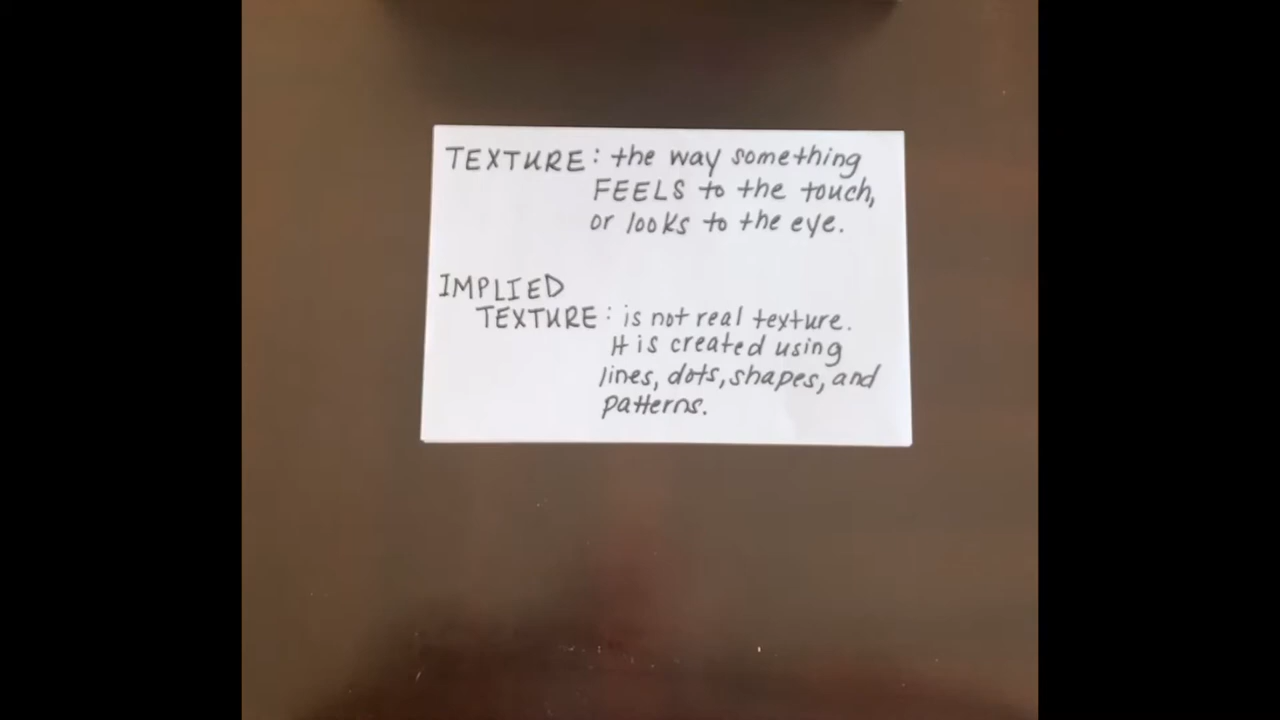 TEXTURE: the way something
FEELS to the touch,
or looks to the eye.
IMPLIED
TEXTURE: is not real texture.
It is created using
lines, dots, shapes, and
patterns.